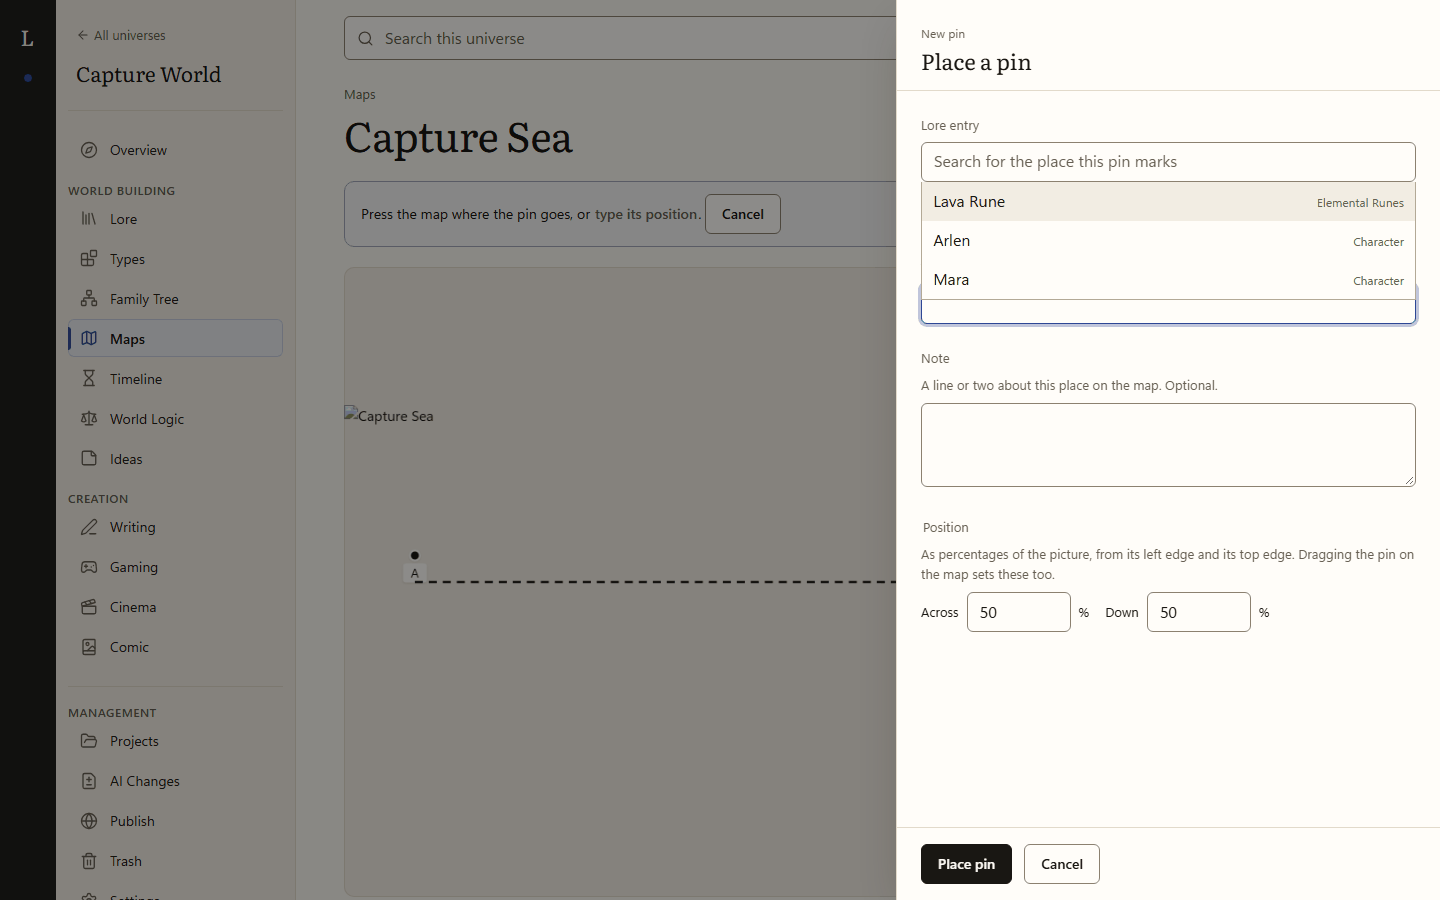 L
All universes
Capture World
Overview
WORLD BUILDING
Lore
Types
Family Tree
Maps
Timeline
World Logic
Ideas
CREATION
Writing
Gaming
Cinema
Comic
MANAGEMENT
Projects
AI Changes
Publish
Trash
Settings
Search this universe
Maps
Capture Sea
Press the map where the pin goes, or type its position. Cancel
Capture Sea
A
New pin
Place a pin
Lore entry
Search for the place this pin marks
Lava Rune Elemental Runes
Arlen Character
Mara Character
Note
A line or two about this place on the map. Optional.
Position
As percentages of the picture, from its left edge and its top edge. Dragging the pin on
the map sets these too.
Across 50 % Down 50 %
Place pin Cancel